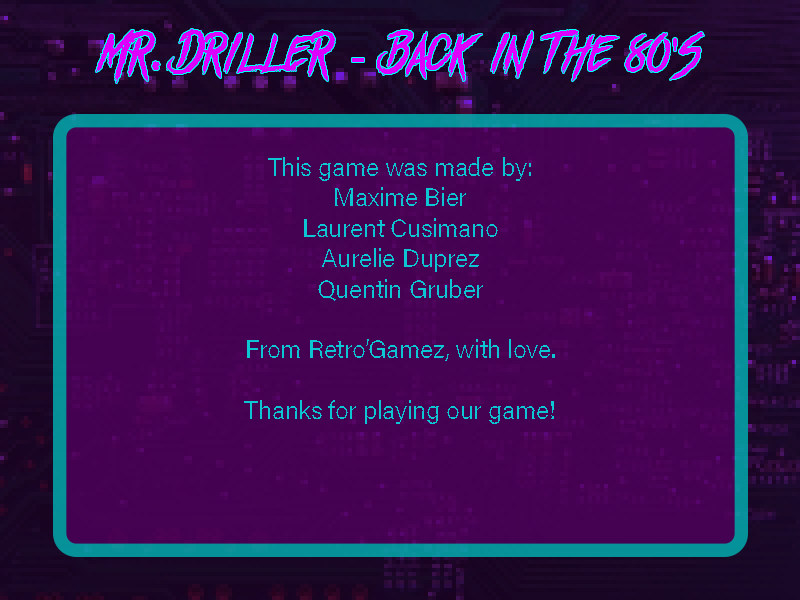 MR. DRILLER - BACK IN THE 80'S
This game was made by:
Maxime Bier
Laurent Cusimano
Aurelie Duprez
Quentin Gruber
From Retro'Gamez, with love.
Thanks for playing our game!